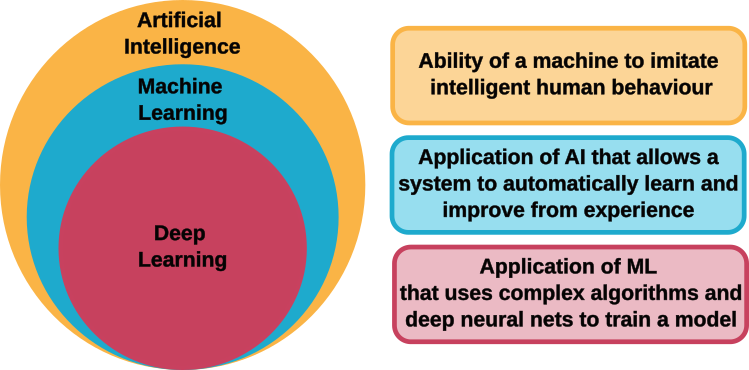 Artificial
Intelligence
Machine
Learning
Deep
Learning
Ability of a machine to imitate
intelligent human behaviour
Application of AI that allows a
system to automatically learn and
improve from experience
Application of ML
that uses complex algorithms and
deep neural nets to train a model